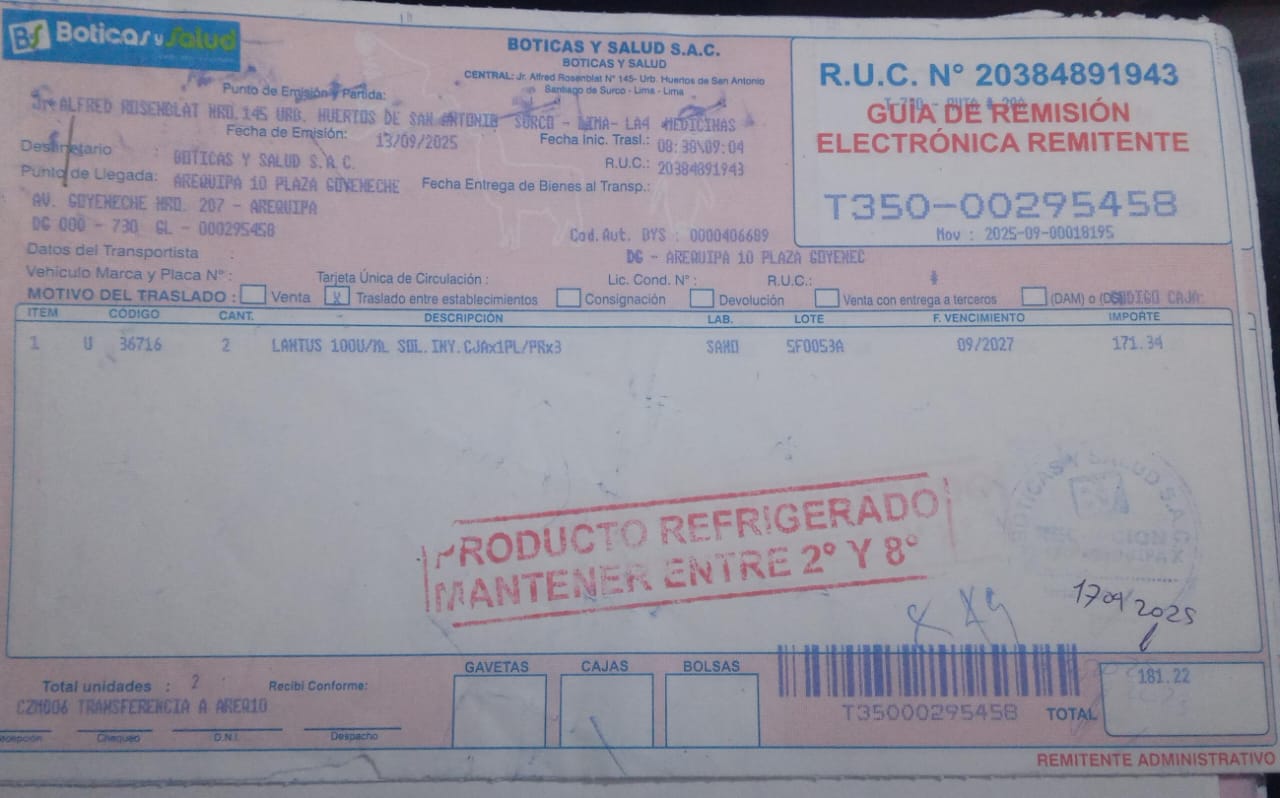 BS Boticas y Salud
BOTICAS Y SALUD S.A.C.
BOTICAS Y SALUD
CENTRAL: Jr. Alfred Rosenblat N° 145- Urb. Huertos de San Antonio
Santiago de Surco - Lima - Lima
R.U.C. N° 20384891943
GUÍA DE REMISIÓN
ELECTRÓNICA REMITENTE
T350-00295458
Mov : 2025-09-00018195
Punto de Emisión y Partida:
Jr. ALFRED ROSENBLAT NRO.145 URB. HUERTOS DE SAN ANTONIO SURCO - LIMA- LA4 MEDICINAS
Fecha de Emisión: 13/09/2025 Fecha Inic. Trasl.: 08:38\09:04
Destinatario : BOTICAS Y SALUD S.A.C. R.U.C.: 20384891943
Punto de Llegada: AREQUIPA 10 PLAZA GOYENECHE Fecha Entrega de Bienes al Transp.:
AV. GOYENECHE NRO. 207 - AREQUIPA
DG 000 - 730 GL - 000295458 Cod.Aut. BYS : 0000406689
Datos del Transportista : DG - AREQUIPA 10 PLAZA GOYENEC
Vehículo Marca y Placa N° : Tarjeta Única de Circulación : Lic. Cond. N° : R.U.C.:
MOTIVO DEL TRASLADO : Venta X Traslado entre establecimientos Consignación Devolución Venta con entrega a terceros (DAM) o CODIGO CAJA:
ITEM CÓDIGO CANT. DESCRIPCIÓN LAB. LOTE F. VENCIMIENTO IMPORTE
1 U 36716 2 LANTUS 100U/ML SOL.INY.CJAx1PL/PRx3 SANO 5F0053A 09/2027 171.34
PRODUCTO REFRIGERADO
MANTENER ENTRE 2° Y 8°
BOTICAS Y SALUD S.A.C
BS
17 09/2025
GAVETAS CAJAS BOLSAS
Total unidades : 2 Recibí Conforme:
CZM006 TRANSFERENCIA A AREQ10
T35000295458 TOTAL 181.22
Chequeo D.N.I. Despacho
REMITENTE ADMINISTRATIVO